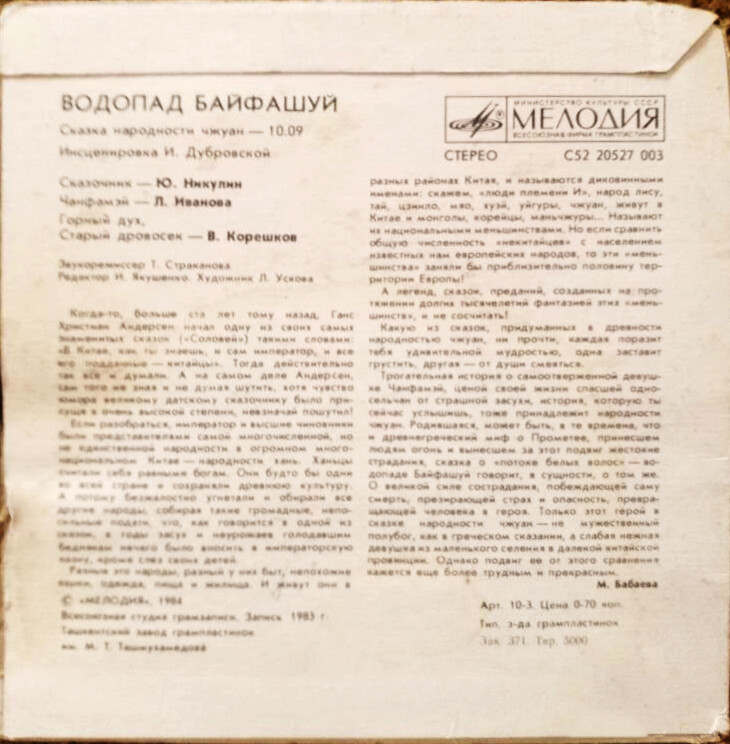 ВОДОПАД БАЙФАШУЙ
Сказка народности чжуан — 10.09
Инсценировка И. Дубровской
Сказочник — Ю. Никулин
Чанфамэй — Л. Иванова
Горный дух,
Старый дровосек — В. Корешков
Звукорежиссер Т. Страканова
Редактор И. Якушенко. Художник Л. Ускова
МИНИСТЕРСТВО КУЛЬТУРЫ СССР
МЕЛОДИЯ
ВСЕСОЮЗНАЯ ФИРМА ГРАМПЛАСТИНОК
СТЕРЕО С52 20527 003
Когда-то, больше ста лет тому назад, Ганс
Христиан Андерсен начал одну из своих самых
знаменитых сказок («Соловей») такими словами:
«В Китае, как ты знаешь, и сам император, и все
его подданные — китайцы». Тогда действительно
так все и думали. А на самом деле Андерсен,
сам того не зная и не думая шутить, хотя чувство
юмора великому датскому сказочнику было при-
суще в очень высокой степени, невзначай пошутил!
Если разобраться, император и высшие чиновники
были представителями самой многочисленной, но
не единственной народности в огромном много-
национальном Китае — народности хань. Ханьцы
считали себя равными богам. Они будто бы одни
во всей стране и сохраняли древнюю культуру.
А потому безжалостно угнетали и обирали все
другие народы, собирая такие громадные, непо-
сильные подати, что, как говорится в одной из
сказок, в годы засух и неурожаев голодавшим
беднякам нечего было вносить в императорскую
казну, кроме слез своих детей.
Разные это народы, разный у них быт, непохожие
языки, одежда, пища и жилища. И живут они в
разных районах Китая, и называются диковинными
именами: скажем, «люди племени И», народ лису,
тай, цзинло, мяо, хуэй, уйгуры, чжуан, живут в
Китае и монголы, корейцы, маньчжуры... Называют
их национальными меньшинствами. Но если сравнить
общую численность «некитайцев» с населением
известных нам европейских народов, то эти «мень-
шинства» заняли бы приблизительно половину тер-
ритории Европы!
А легенд, сказок, преданий, созданных на про-
тяжении долгих тысячелетий фантазией этих «мень-
шинств», и не сосчитать!
Какую из сказок, придуманных в древности
народностью чжуан, ни прочти, каждая поразит
тебя удивительной мудростью, одна заставит
грустить, другая — от души смеяться.
Трогательная история о самоотверженной девуш-
ке Чанфамэй, ценой своей жизни спасшей одно-
сельчан от страшной засухи, история, которую ты
сейчас услышишь, тоже принадлежит народности
чжуан. Родившаяся, может быть, в те времена, что
и древнегреческий миф о Прометее, принесшем
людям огонь и вынесшем за этот подвиг жестокие
страдания, сказка о «потоке белых волос» — во-
допаде Байфашуй говорит, в сущности, о том же.
О великой силе сострадания, побеждающей саму
смерть, презирающей страх и опасность, превра-
щающей человека в героя. Только этот герой в
сказке народности чжуан — не мужественный
полубог, как в греческом сказании, а слабая нежная
девушка из маленького селения в далекой китайской
провинции. Однако подвиг ее от этого сравнения
кажется еще более трудным и прекрасным.
М. Бабаева
© «МЕЛОДИЯ», 1984
Всесоюзная студия грамзаписи. Запись 1983 г.
Ташкентский завод грампластинок
им. М. Т. Ташмухамедова
Арт. 10-3. Цена 0-70 коп.
Тип. з-да грампластинок
Зак. 371. Тир. 5000